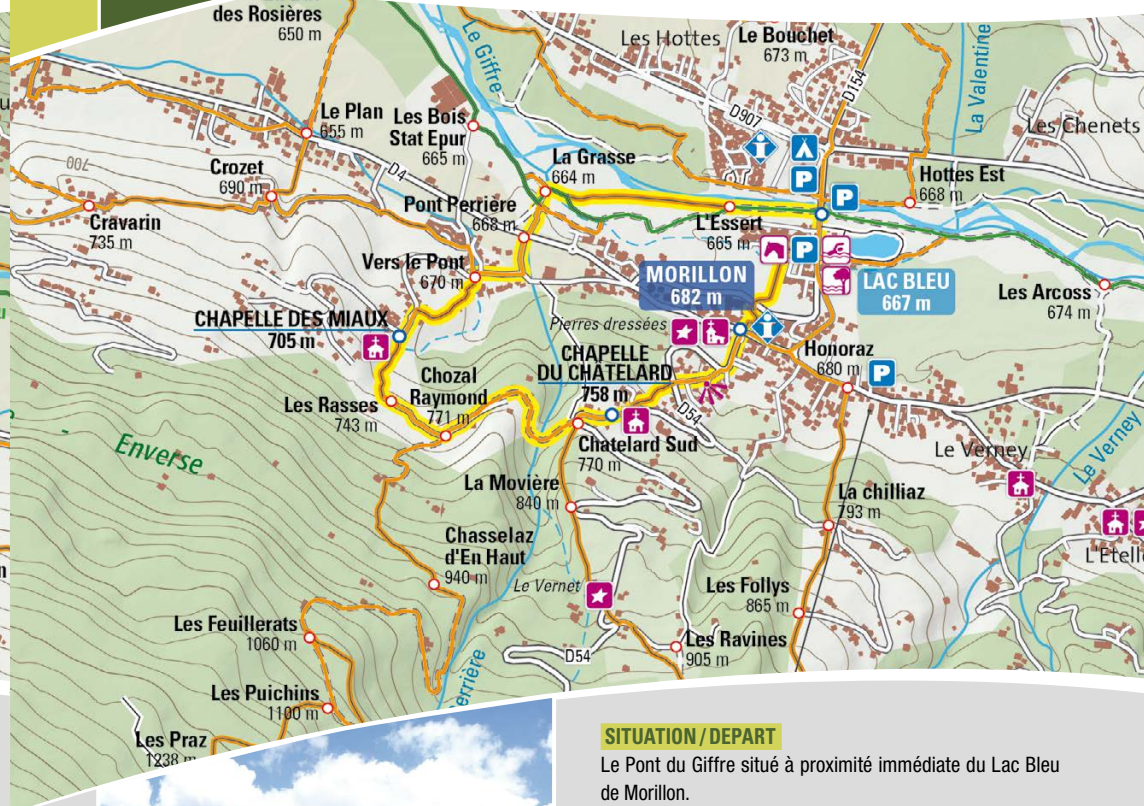 des Rosières
650 m
Le Giffre
Les Hottes
Le Bouchet
673 m
D154
La Valentine
D907
Les Chenets
Le Plan
655 m
Les Bois
Stat Epur
665 m
La Grasse
664 m
Hottes Est
668 m
700
Crozet
690 m
D4
Pont Perrière
668 m
L'Essert
665 m
Cravarin
735 m
Vers le Pont
670 m
MORILLON
682 m
LAC BLEU
667 m
Les Arcoss
674 m
CHAPELLE DES MIAUX
705 m
Pierres dressées
CHAPELLE
DU CHÂTELARD
758 m
Honoraz
680 m
Chozal
Raymond
771 m
Les Rasses
743 m
D54
Chatelard Sud
770 m
Enverse
Le Verney
Le Verney
La Movière
840 m
La chilliaz
793 m
L'Etelle
Chasselaz
d'En Haut
940 m
Le Vernet
Les Follys
865 m
Les Feuillerats
1060 m
Les Ravines
905 m
D54
Les Puichins
1100 m
Les Praz
1238 m
SITUATION / DEPART
Le Pont du Giffre situé à proximité immédiate du Lac Bleu
de Morillon.